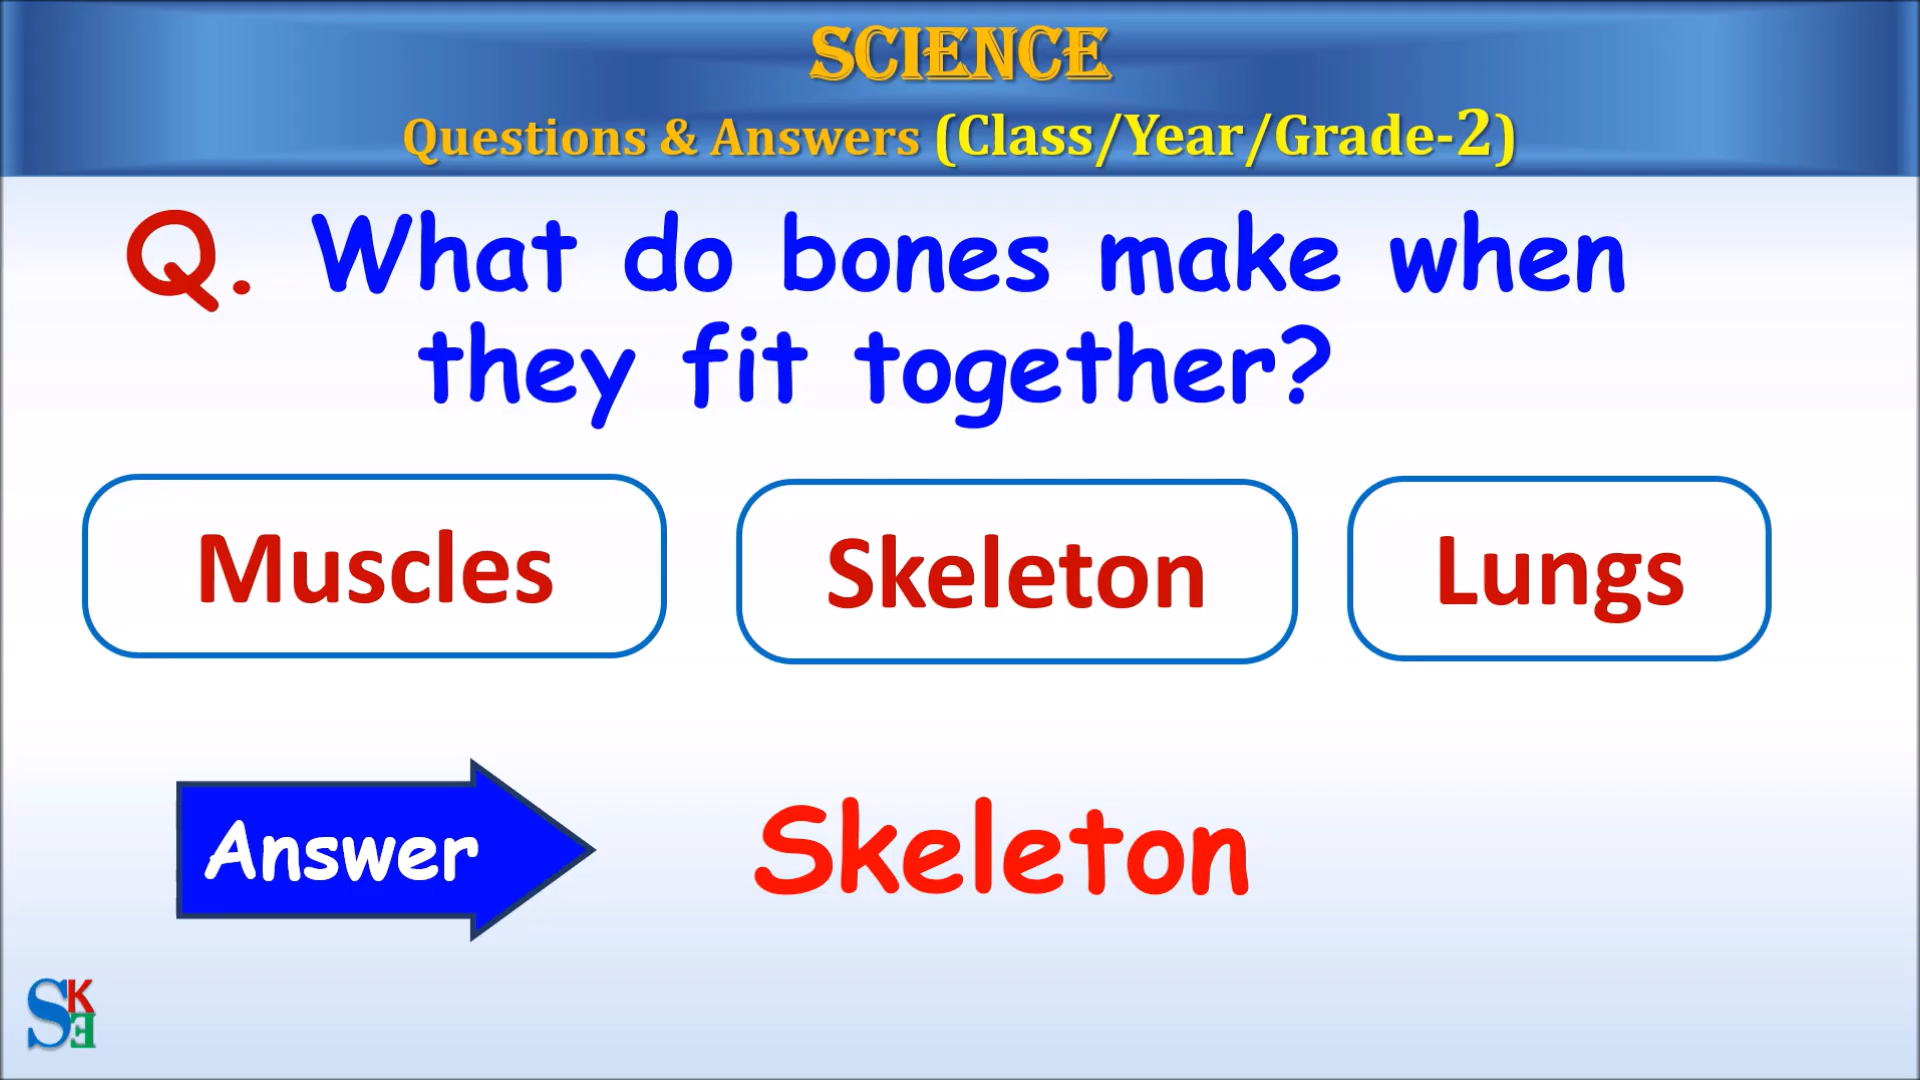 SCIENCE
Questions & Answers (Class/Year/Grade-2)
Q. What do bones make when
they fit together?
Muscles
Skeleton
Lungs
Answer
Skeleton
SKE